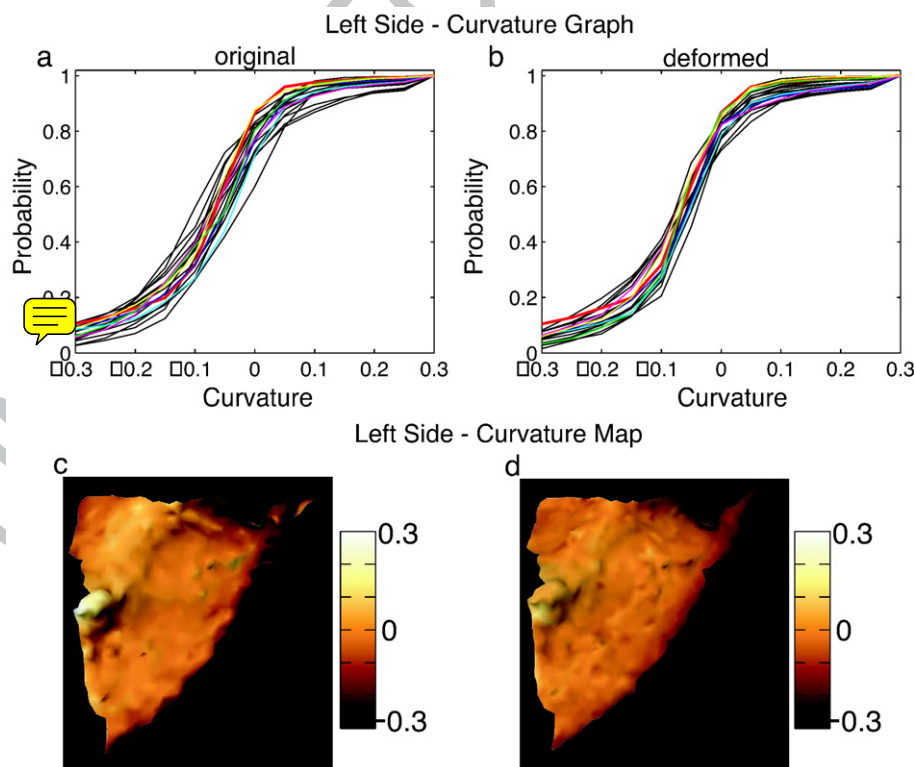 Left Side - Curvature Graph
a
original
b
deformed
Probability
1
0.8
0.6
0.4
0.2
0
□0.3 □0.2 □0.1 0 0.1 0.2 0.3
Curvature
Probability
1
0.8
0.6
0.4
0.2
0
□0.3 □0.2 □0.1 0 0.1 0.2 0.3
Curvature
Left Side - Curvature Map
c
0.3
0
-0.3
d
0.3
0
-0.3